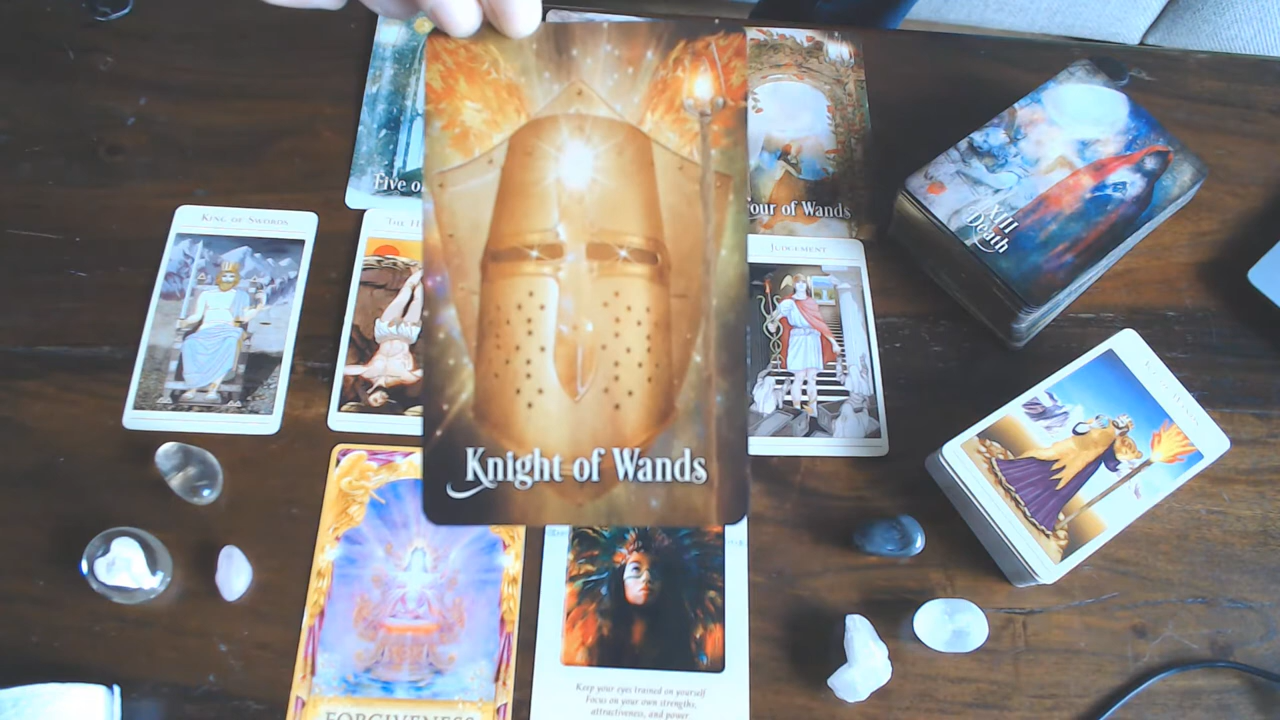 Five o
Four of Wands
XIII
Death
KING OF SWORDS
THE H
JUDGEMENT
Knight of Wands
FORGIVENESS
Keep your eyes trained on yourself
Focus on your own strengths,
attractiveness, and power